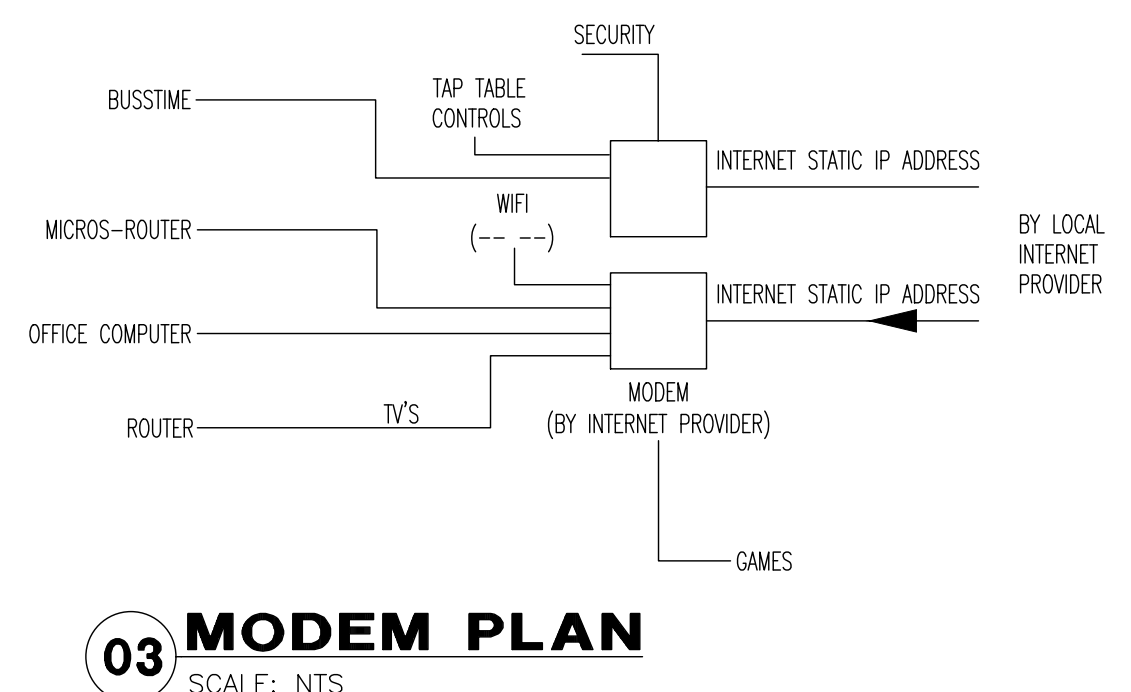 SECURITY
BUSSTIME
TAP TABLE
CONTROLS
INTERNET STATIC IP ADDRESS
WIFI
(-- --)
MICROS-ROUTER
BY LOCAL
INTERNET
PROVIDER
INTERNET STATIC IP ADDRESS
OFFICE COMPUTER
MODEM
(BY INTERNET PROVIDER)
TV'S
ROUTER
GAMES
03 MODEM PLAN
SCALE: NTS